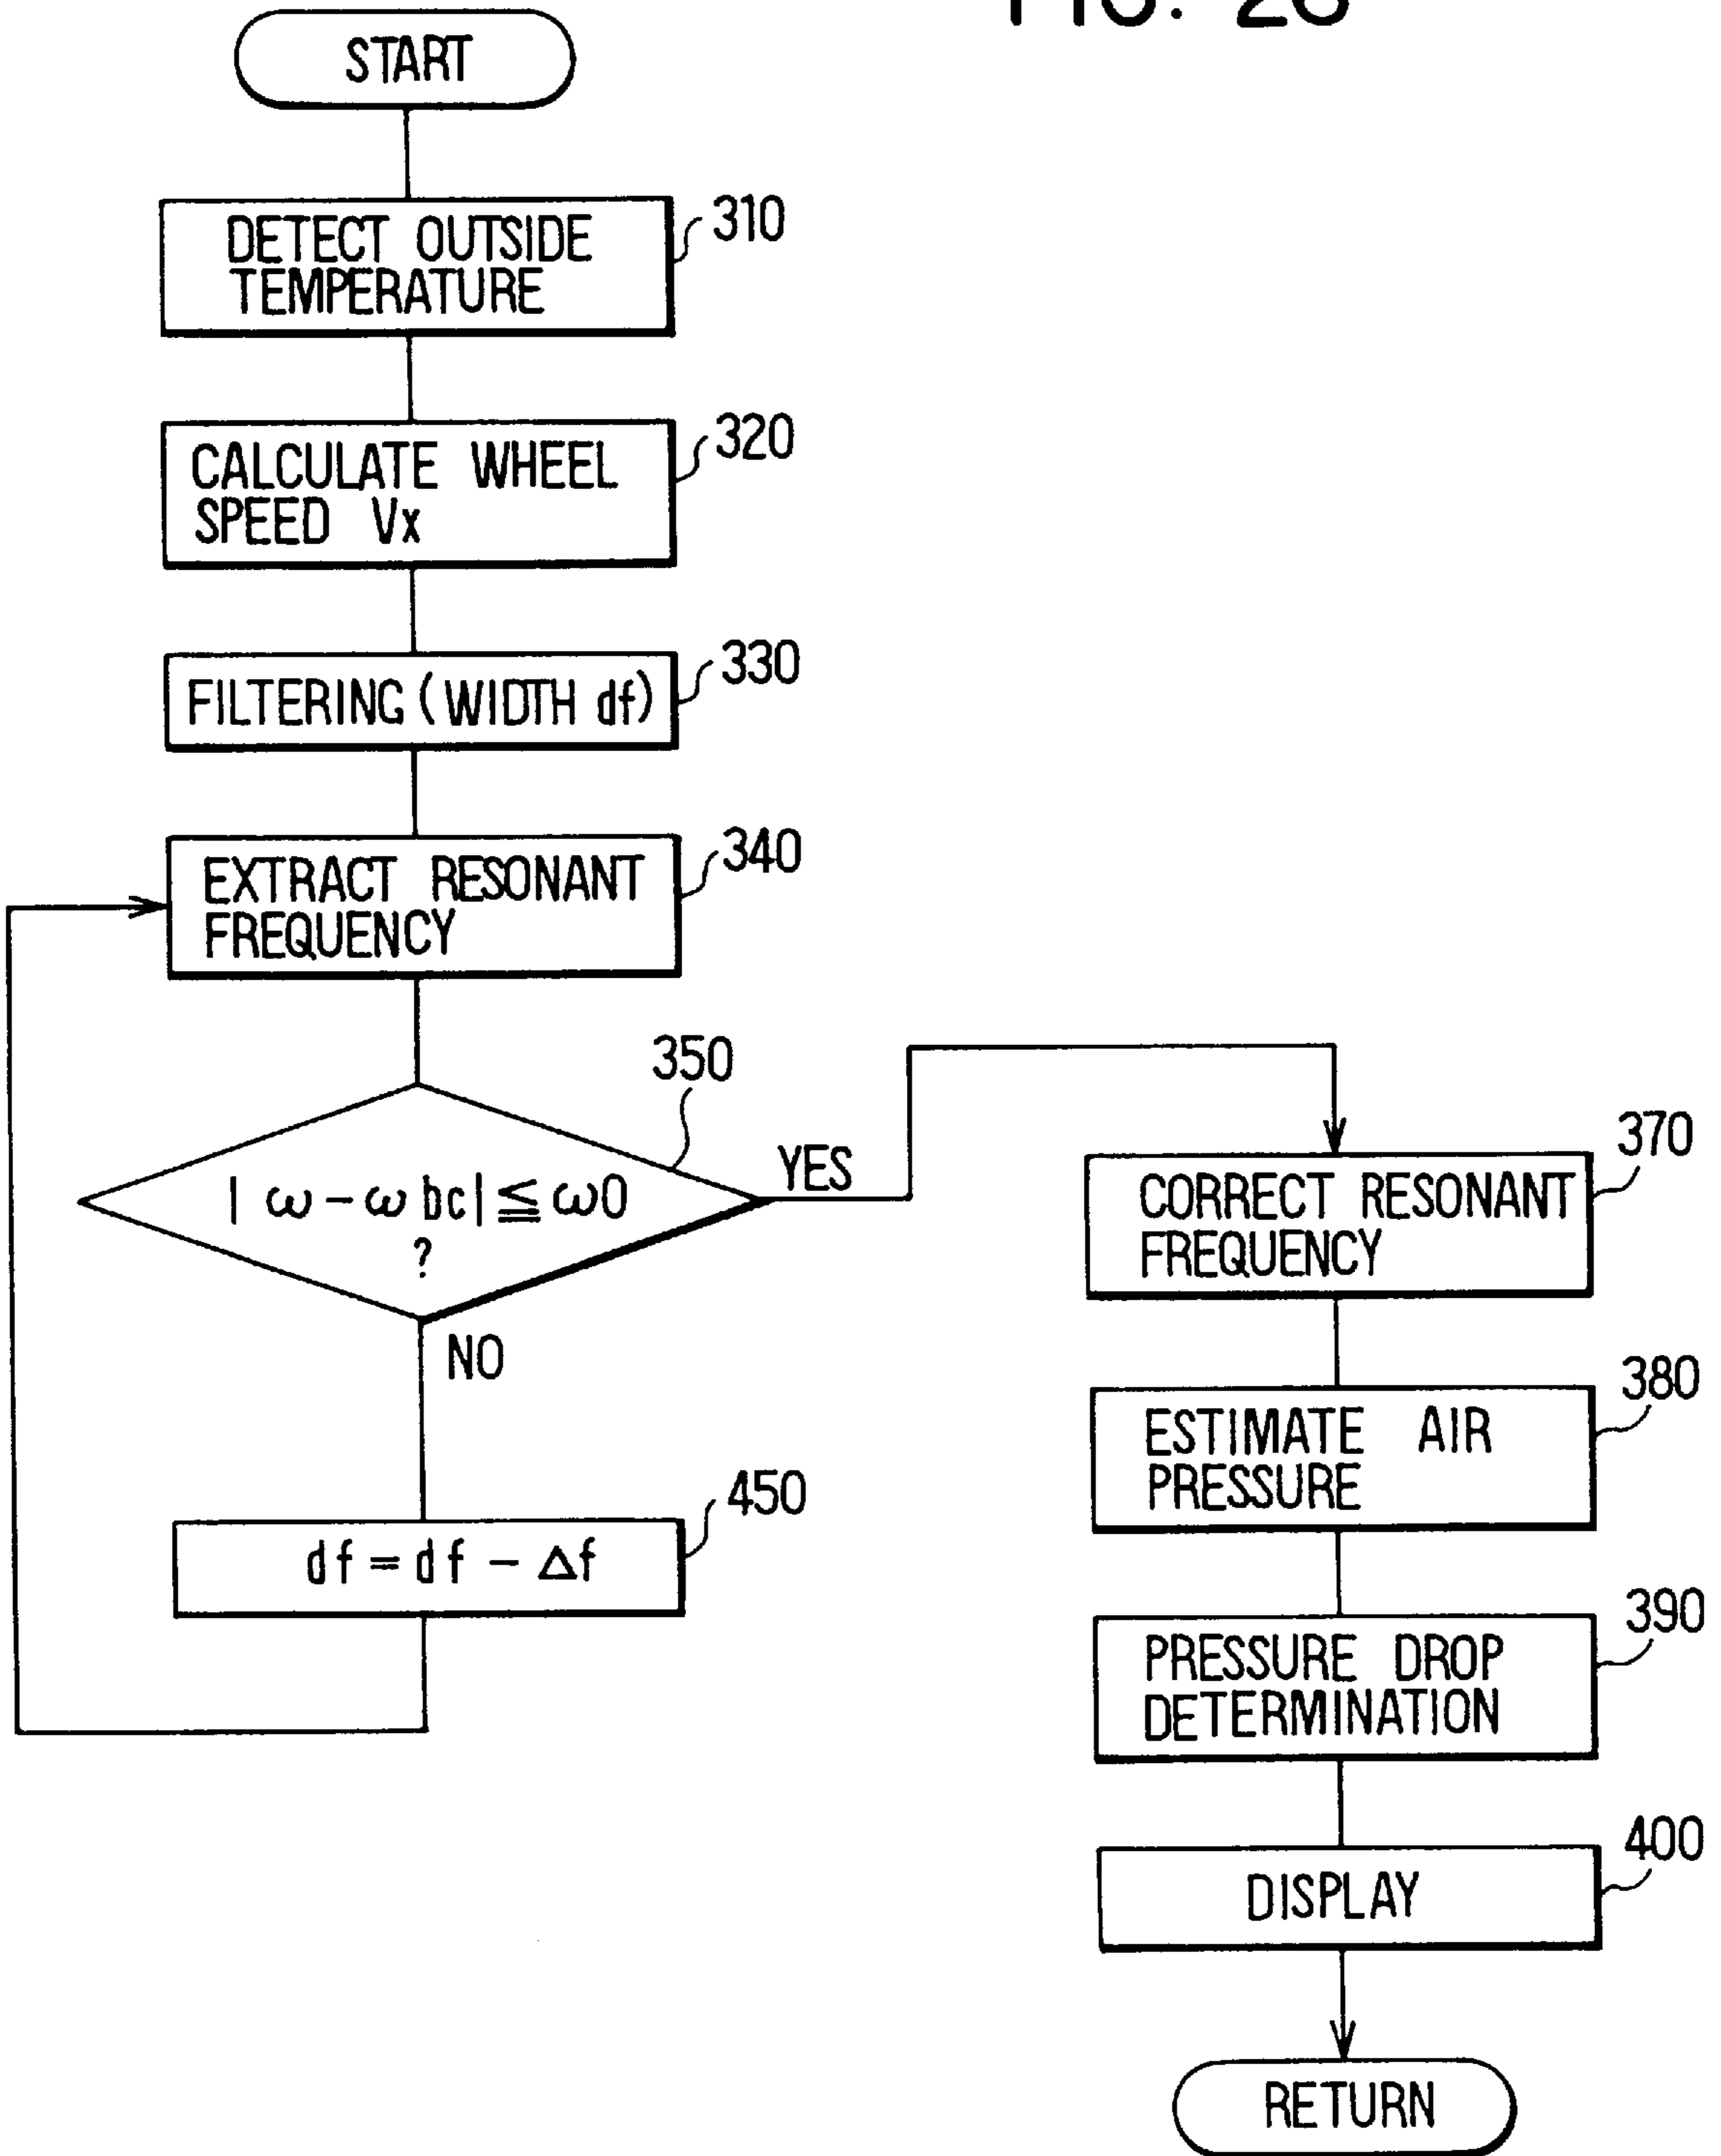 START
DETECT OUTSIDE
TEMPERATURE
310
CALCULATE WHEEL
SPEED Vx
320
FILTERING (WIDTH df)
330
EXTRACT RESONANT
FREQUENCY
340
| ω - ω bc| ≦ ω0
?
350
YES
NO
df = df - Δf
450
CORRECT RESONANT
FREQUENCY
370
ESTIMATE AIR
PRESSURE
380
PRESSURE DROP
DETERMINATION
390
DISPLAY
400
RETURN